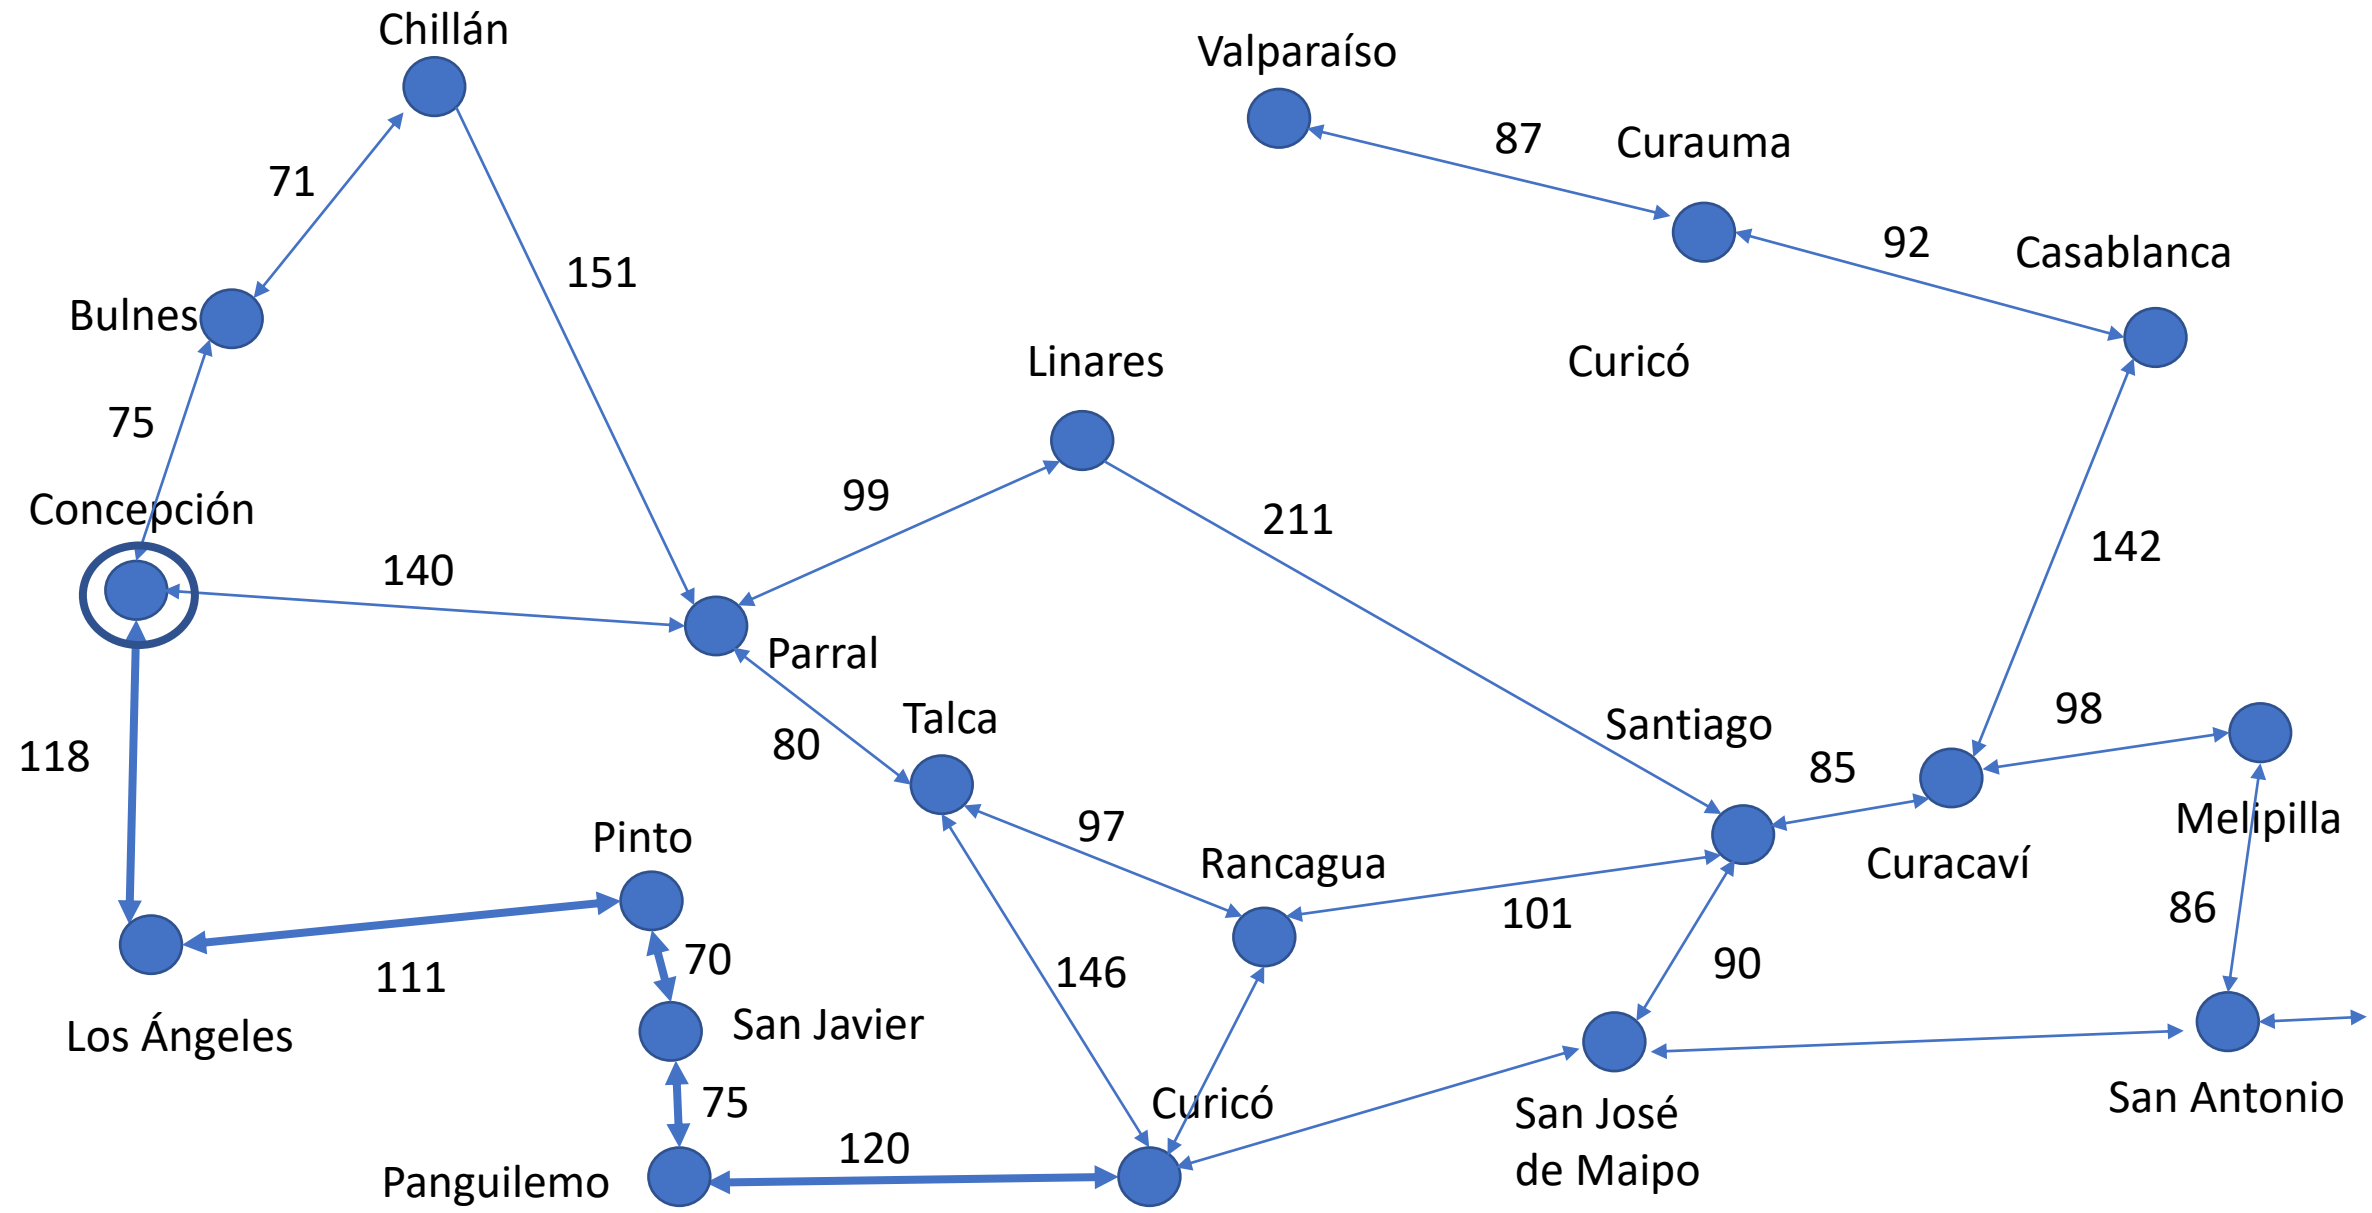 Chillán
Valparaíso
87
Curauma
71
92
Casablanca
151
Bulnes
Linares
Curicó
75
99
Concepción
211
142
140
Parral
Talca
Santiago
98
80
118
85
Melipilla
97
Pinto
Rancagua
Curacaví
101
86
70
146
90
111
San Javier
Los Ángeles
75
Curicó
San José
de Maipo
San Antonio
120
Panguilemo